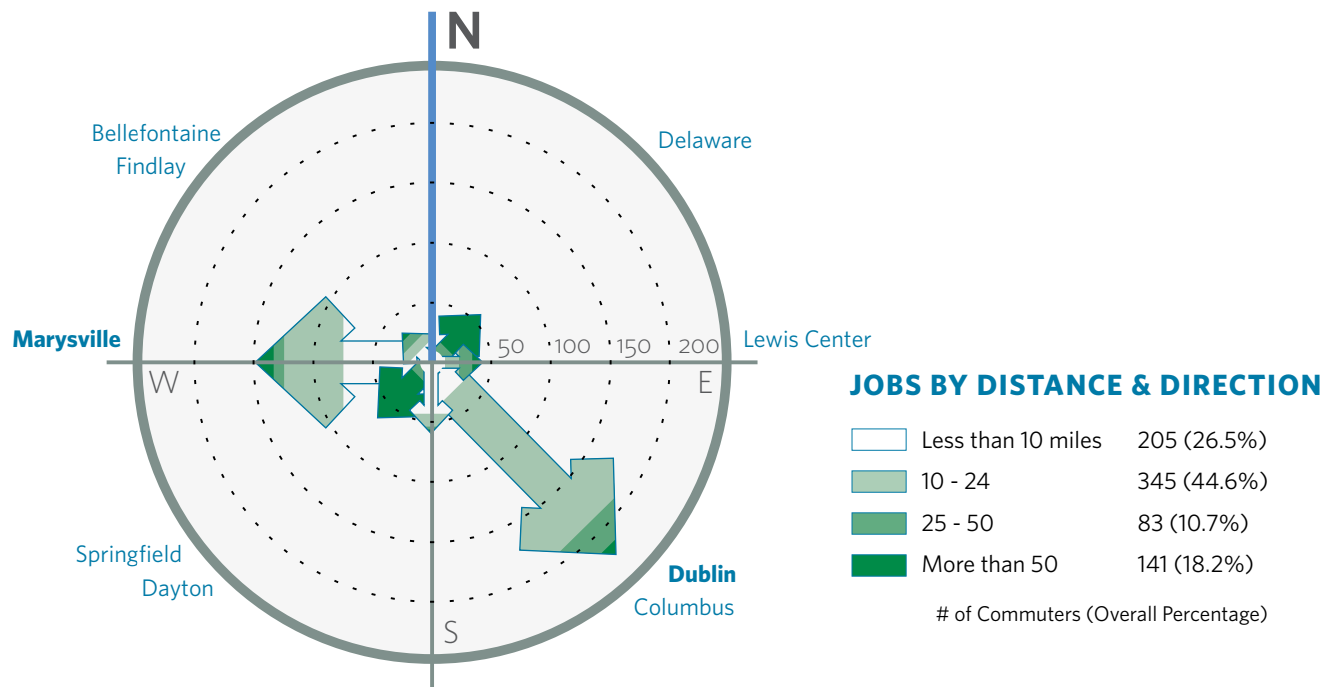 N
Bellefontaine
Findlay
Delaware
Marysville
50 100 150 200
Lewis Center
W
E
Springfield
Dayton
Dublin
Columbus
S
JOBS BY DISTANCE & DIRECTION
Less than 10 miles 205 (26.5%)
10 - 24 345 (44.6%)
25 - 50 83 (10.7%)
More than 50 141 (18.2%)
# of Commuters (Overall Percentage)